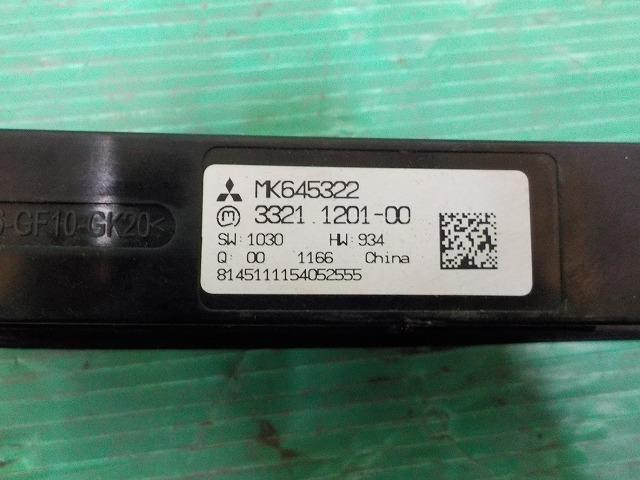 -GF10-GK20<
MK645322
m 3321.1201-00
SW: 1030 HW: 934
Q: 00 1166 China
8145111154052555